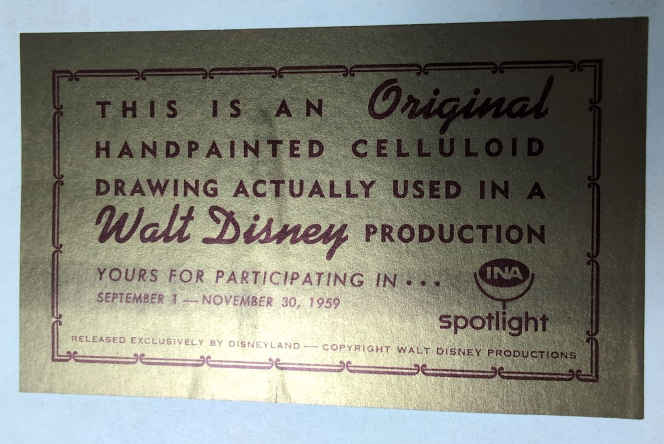 THIS IS AN Original
HANDPAINTED CELLULOID
DRAWING ACTUALLY USED IN A
Walt Disney PRODUCTION
YOURS FOR PARTICIPATING IN . . .
SEPTEMBER 1 — NOVEMBER 30, 1959
INA
spotlight
RELEASED EXCLUSIVELY BY DISNEYLAND — COPYRIGHT WALT DISNEY PRODUCTIONS